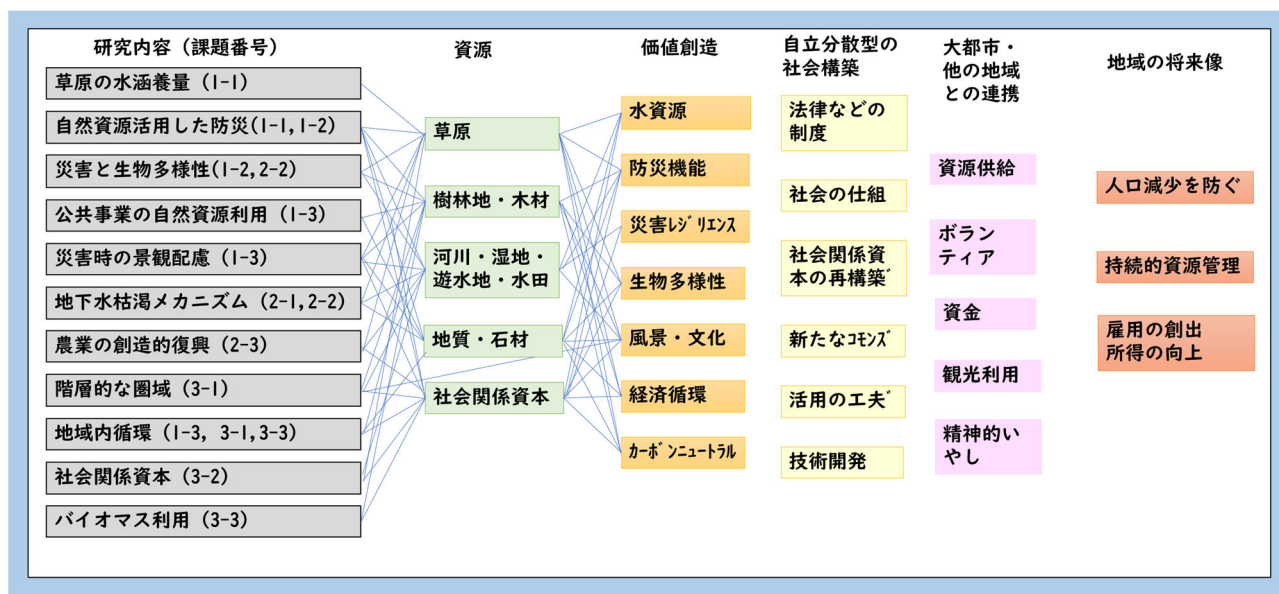 研究内容（課題番号）
草原の水涵養量（1-1）
自然資源活用した防災(1-1,1-2)
災害と生物多様性(1-2,2-2)
公共事業の自然資源利用（1-3）
災害時の景観配慮（1-3）
地下水枯渇メカニズム（2-1,2-2）
農業の創造的復興（2-3）
階層的な圏域（3-1）
地域内循環（1-3, 3-1,3-3）
社会関係資本（3-2）
バイオマス利用（3-3）
資源
草原
樹林地・木材
河川・湿地・
遊水地・水田
地質・石材
社会関係資本
価値創造
水資源
防災機能
災害ﾚｼﾞﾘｴﾝｽ
生物多様性
風景・文化
経済循環
ｶｰﾎﾞﾝﾆｭｰﾄﾗﾙ
自立分散型の
社会構築
法律などの
制度
社会の仕組
社会関係資
本の再構築ﾞ
新たなｺﾓﾝｽﾞ
活用の工夫ﾞ
技術開発
大都市・
他の地域
との連携
資源供給
ボラン
ティア
資金
観光利用
精神的い
やし
地域の将来像
人口減少を防ぐ
持続的資源管理
雇用の創出
所得の向上